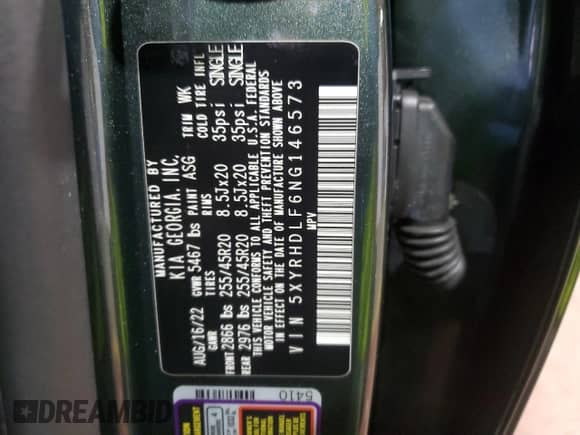 MANUFACTURED BY
KIA GEORGIA, INC.
AUG/16/22 GVWR 5467 bs PAINT ASG TRIM WK
GAWR TIRES RIMS COLD TIRE INFL
FRONT 2866 bs 255/45R20 8.5Jx20 35psi SINGLE
REAR 2976 bs 255/45R20 8.5Jx20 35psi SINGLE
THIS VEHICLE CONFORMS TO ALL APPLICABLE U.S.A. FEDERAL
MOTOR VEHICLE SAFETY AND THEFT PREVENTION STANDARDS
IN EFFECT ON THE DATE OF MANUFACTURE SHOWN ABOVE
VIN 5XYRHDLF6NG146573
MPV
5410
DREAMBID